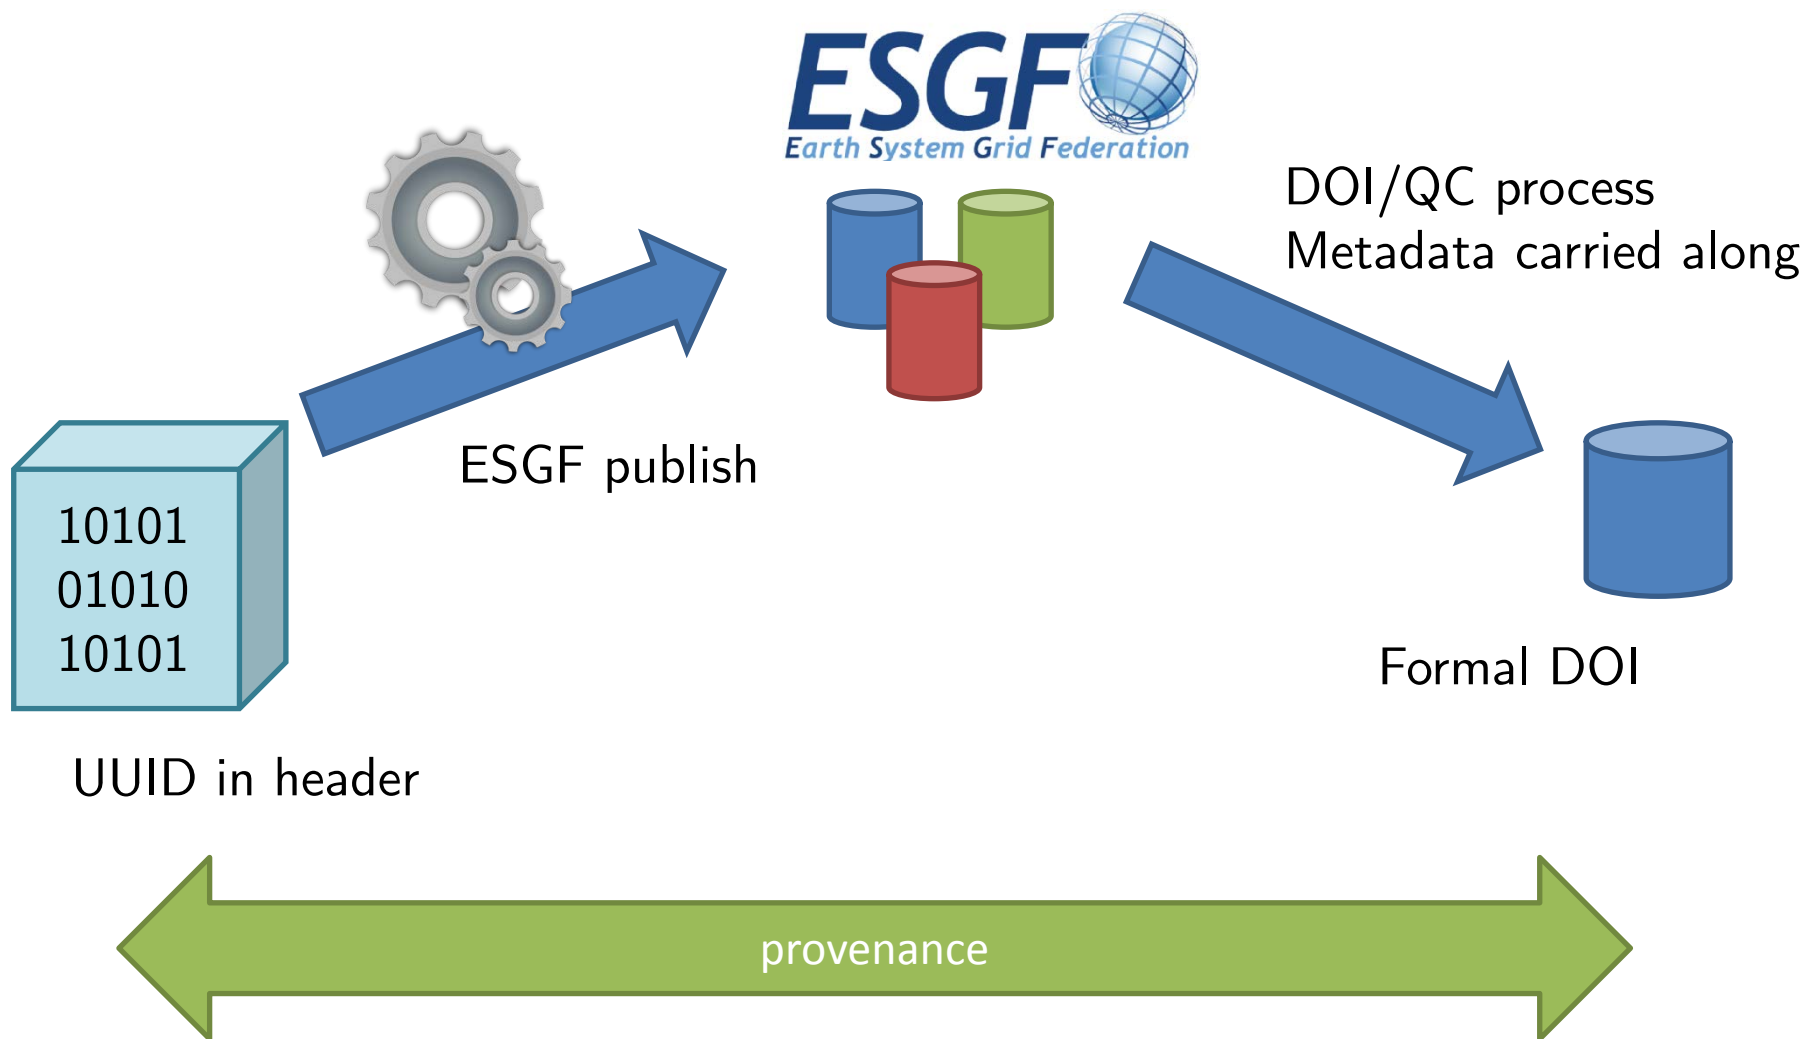 ESGF
Earth System Grid Federation
DOI/QC process
Metadata carried along
ESGF publish
10101
01010
10101
Formal DOI
UUID in header
provenance